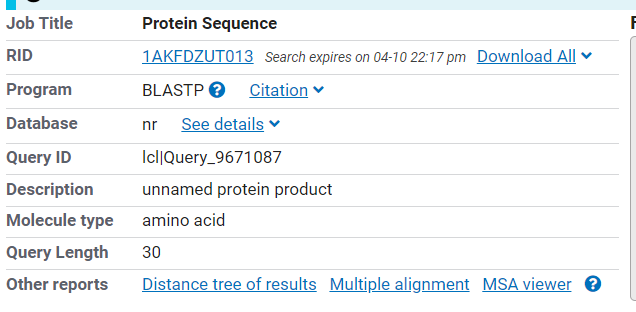 Job Title Protein Sequence
RID 1AKFDZUT013 Search expires on 04-10 22:17 pm Download All
Program BLASTP ? Citation
Database nr See details
Query ID lcl|Query_9671087
Description unnamed protein product
Molecule type amino acid
Query Length 30
Other reports Distance tree of results Multiple alignment MSA viewer ?